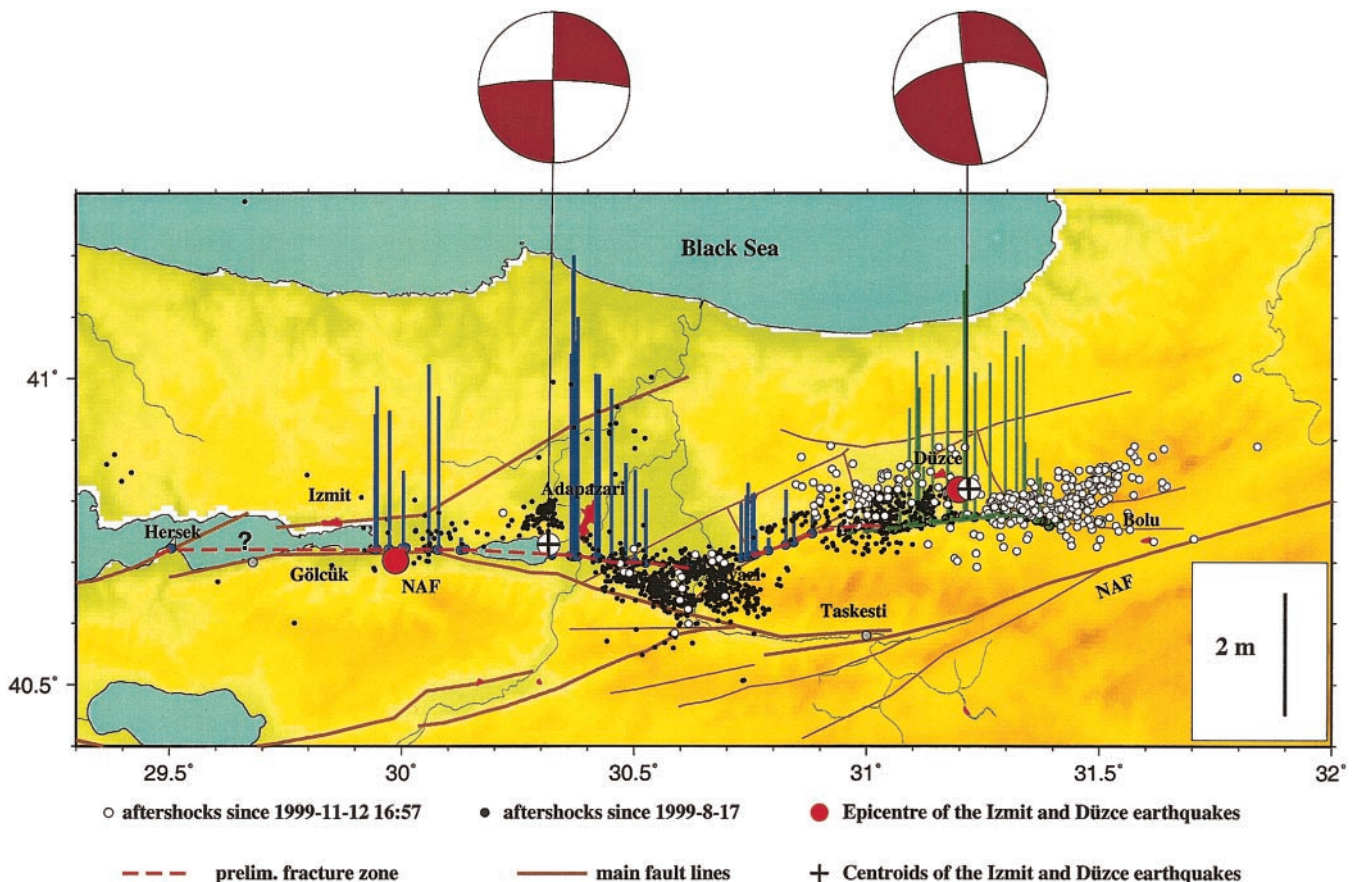 Black Sea
41°
Düzce
Adapazari
Izmit
Hersek
?
Bolu
Gölcük
NAF
NAF
Taskesti
2 m
40.5°
29.5° 30° 30.5° 31° 31.5° 32°
aftershocks since 1999-11-12 16:57 aftershocks since 1999-8-17 Epicentre of the Izmit and Düzce earthquakes
prelim. fracture zone main fault lines Centroids of the Izmit and Düzce earthquakes